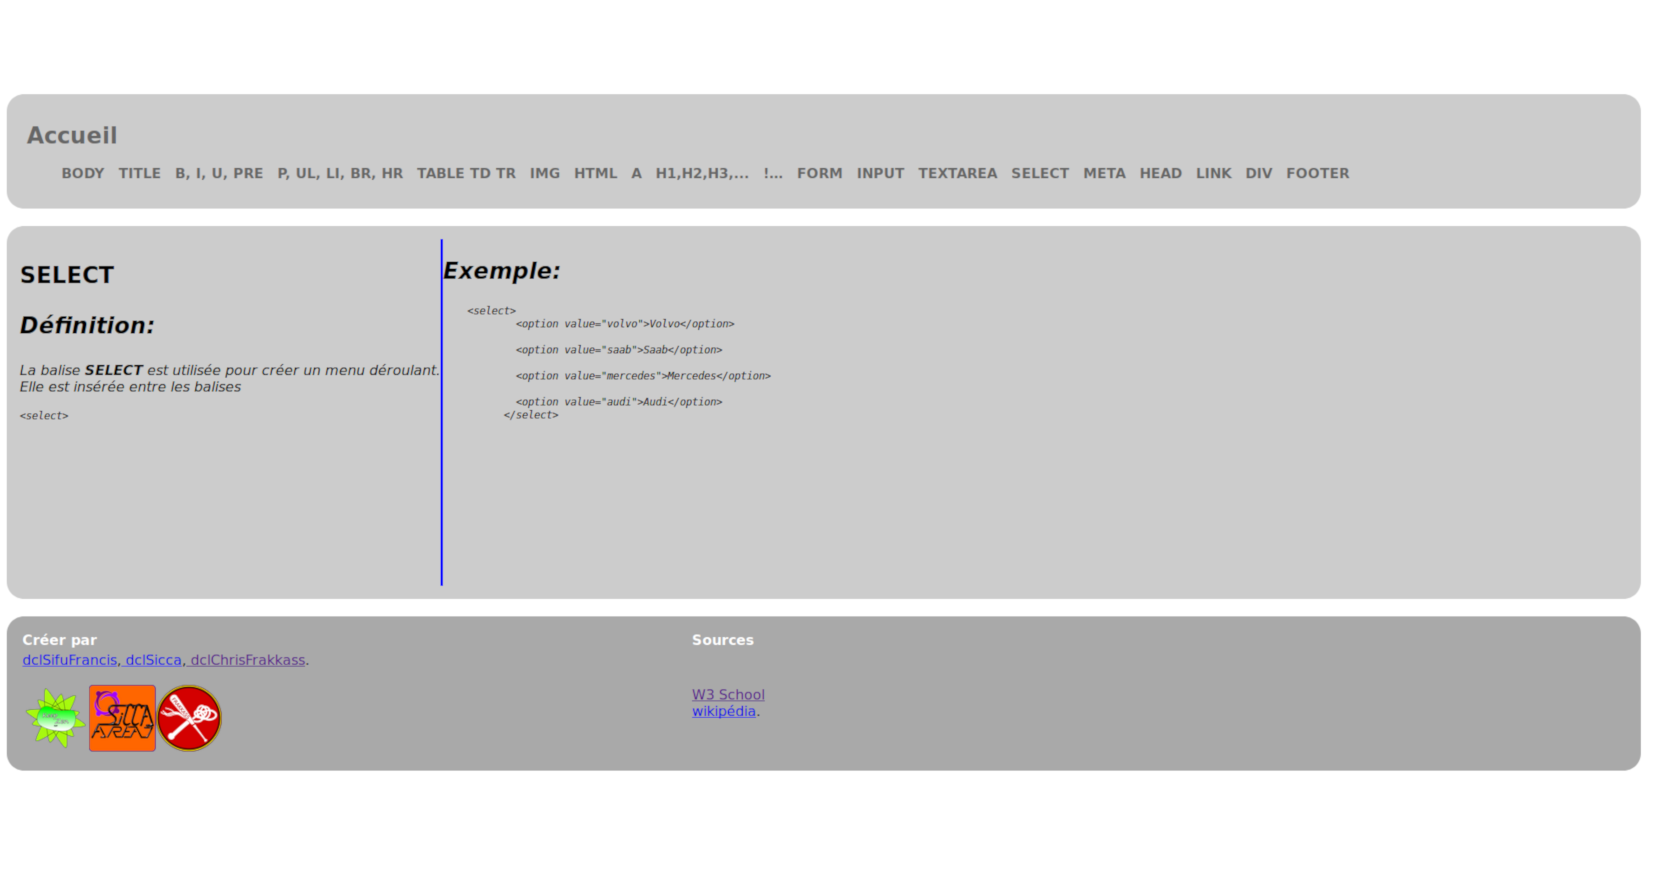 Accueil
BODY TITLE B, I, U, PRE P, UL, LI, BR, HR TABLE TD TR IMG HTML A H1,H2,H3,... !... FORM INPUT TEXTAREA SELECT META HEAD LINK DIV FOOTER
SELECT
Définition:
La balise SELECT est utilisée pour créer un menu déroulant.
Elle est insérée entre les balises
<select>
Exemple:
<select>
<option value="volvo">Volvo</option>
<option value="saab">Saab</option>
<option value="mercedes">Mercedes</option>
<option value="audi">Audi</option>
</select>
Créer par
dclSifuFrancis, dclSicca, dclChrisFrakkass.
SiCCA
AREA
Sources
W3 School
wikipédia.